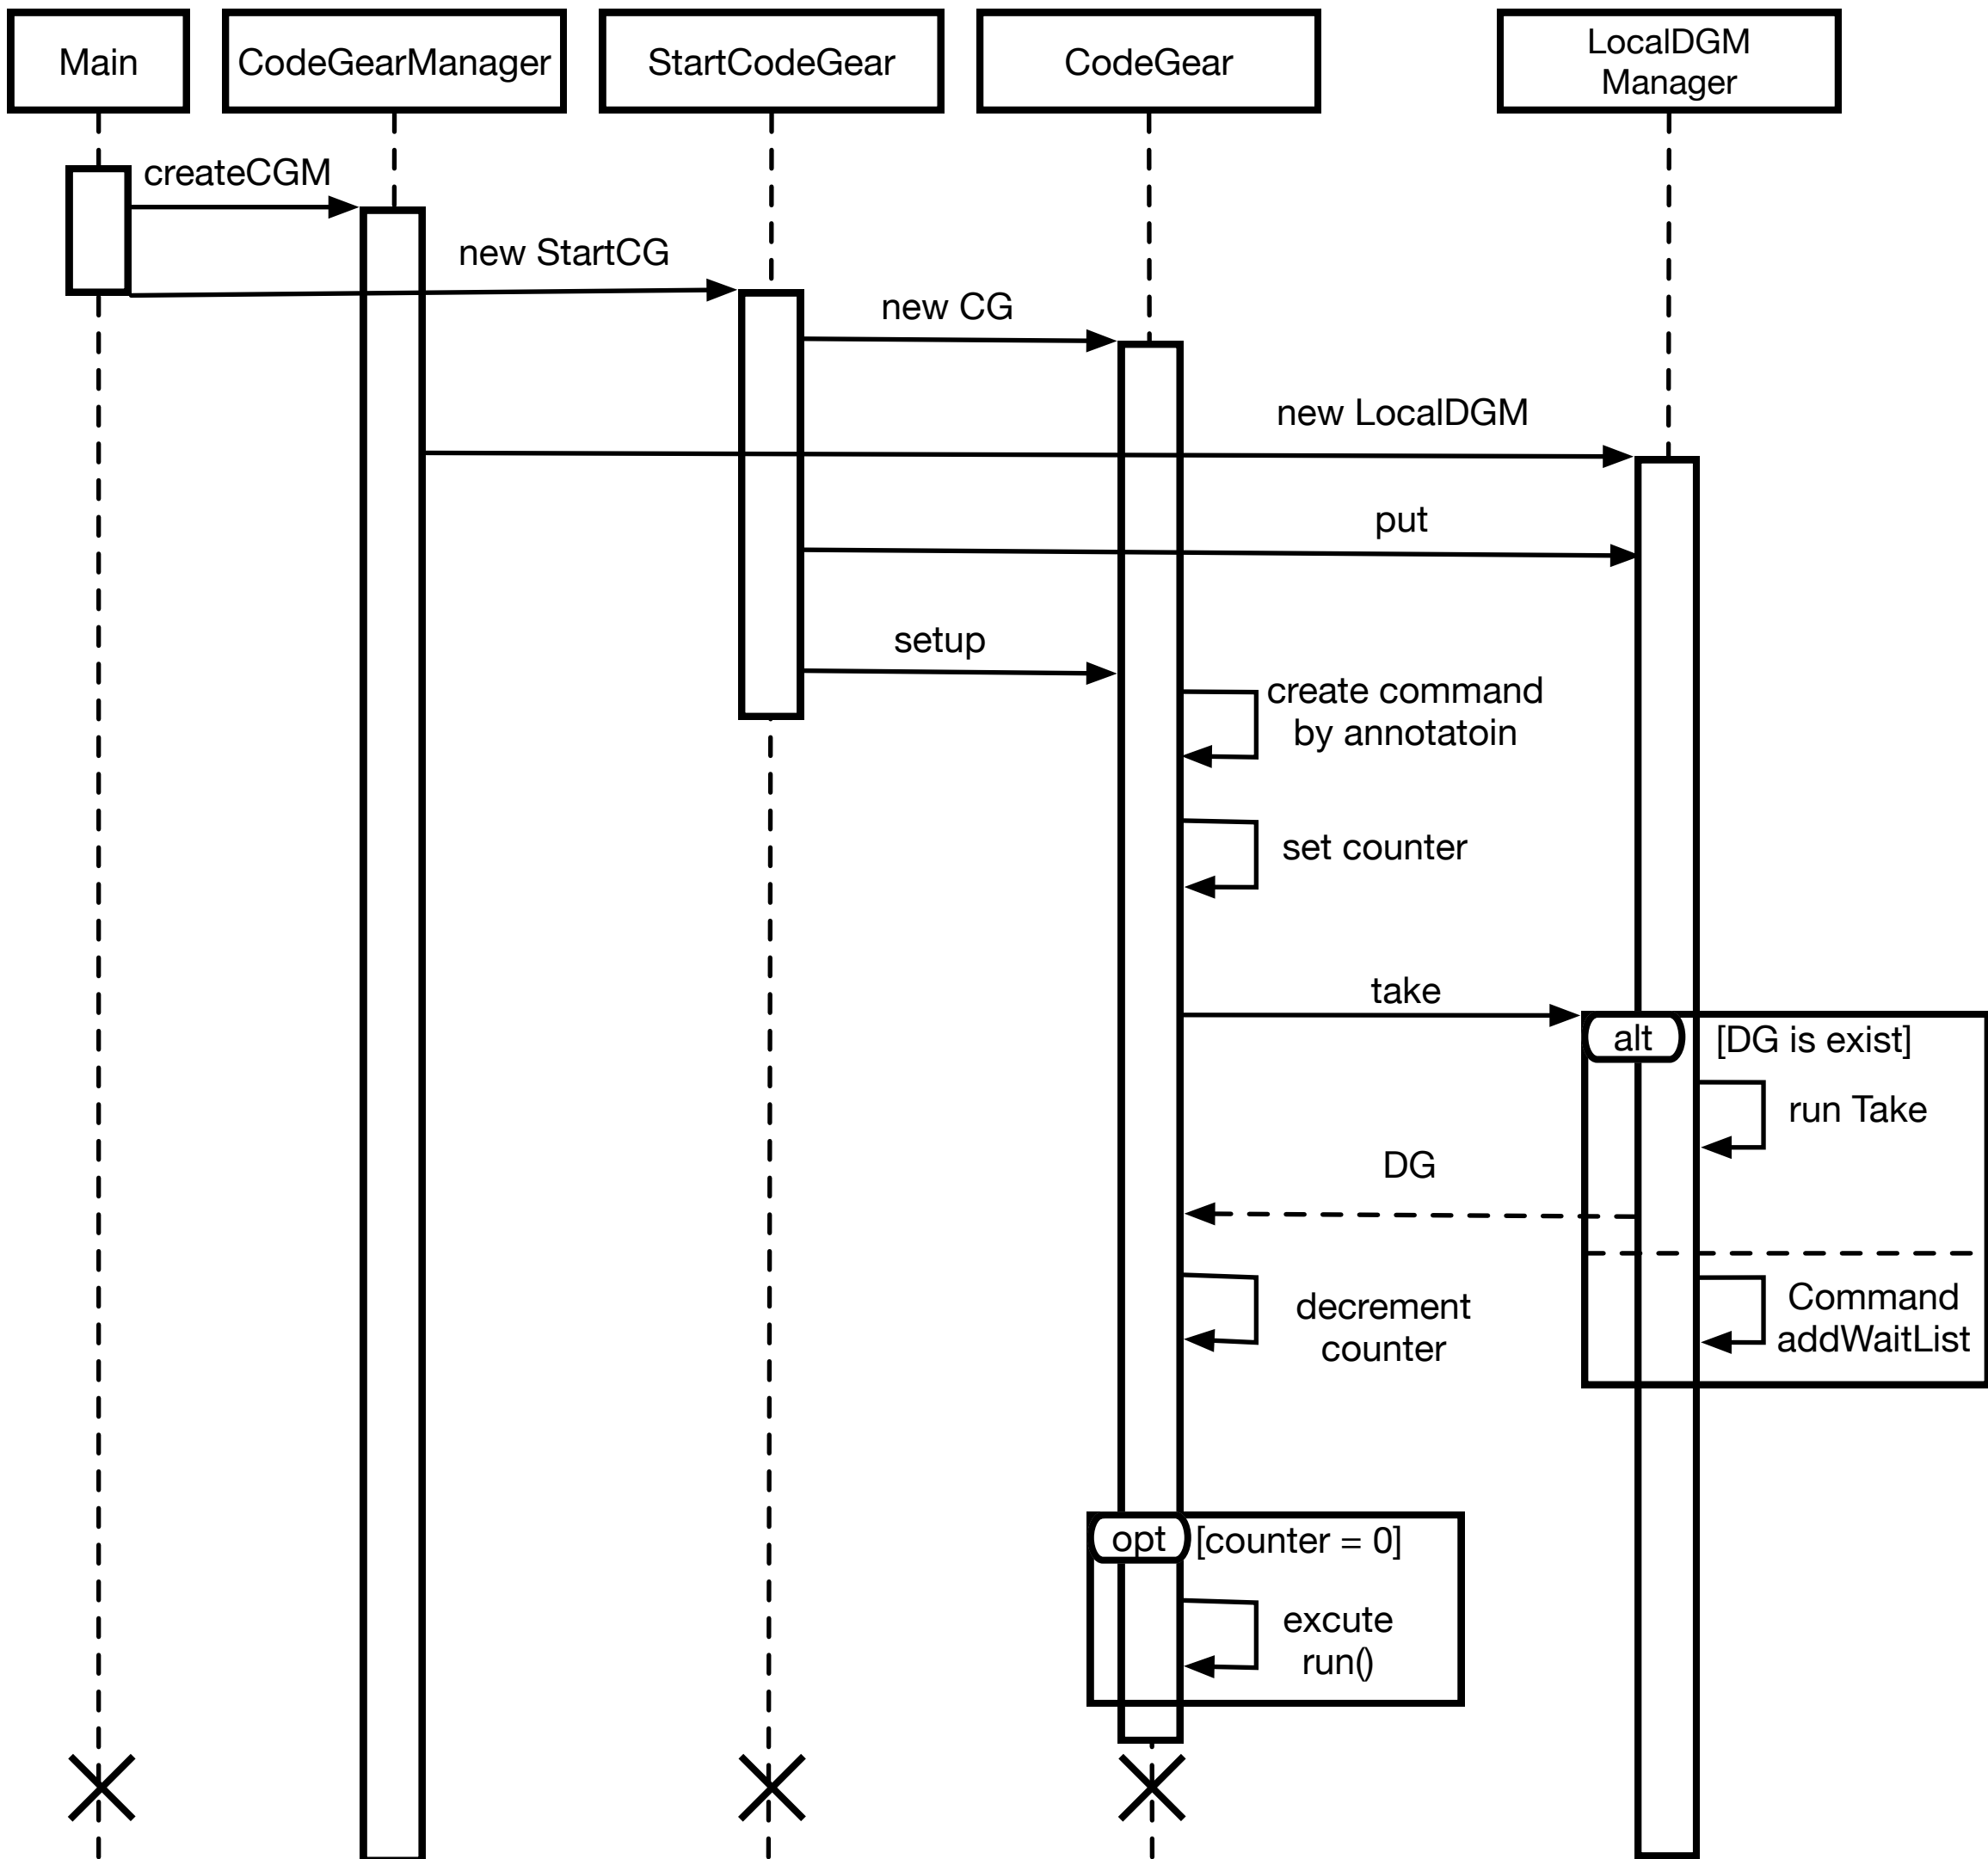 Main
CodeGearManager
StartCodeGear
CodeGear
LocalDGM
Manager
createCGM
new StartCG
new CG
new LocalDGM
put
setup
create command
by annotatoin
set counter
take
alt
[DG is exist]
run Take
DG
Command
addWaitList
decrement
counter
opt
[counter = 0]
excute
run()